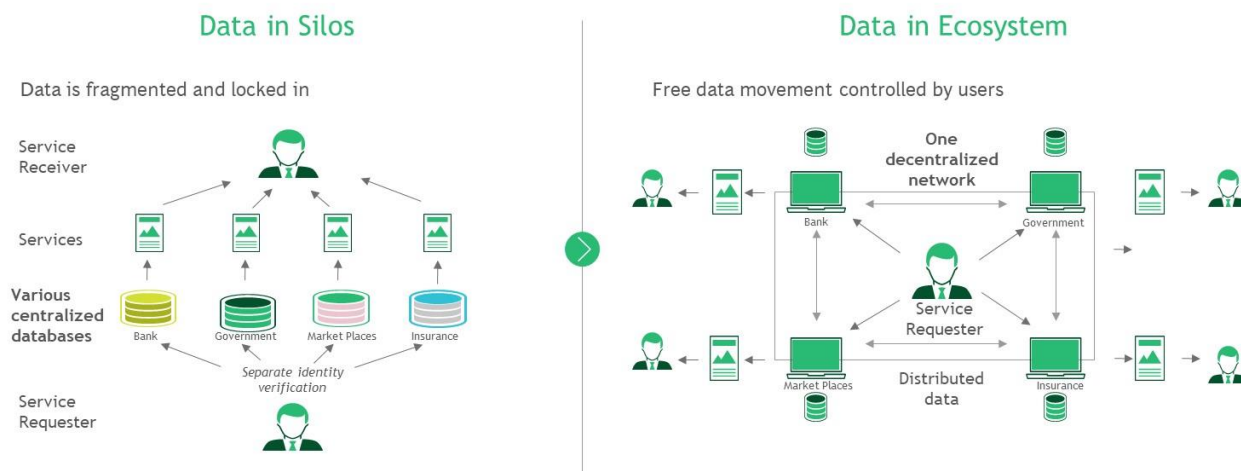 Data in Silos
Data is fragmented and locked in
Service
Receiver
Services
Various
centralized
databases
Bank
Government
Market Places
Insurance
Separate identity
verification
Service
Requester
Data in Ecosystem
Free data movement controlled by users
One
decentralized
network
Bank
Government
Service
Requester
Market Places
Insurance
Distributed
data